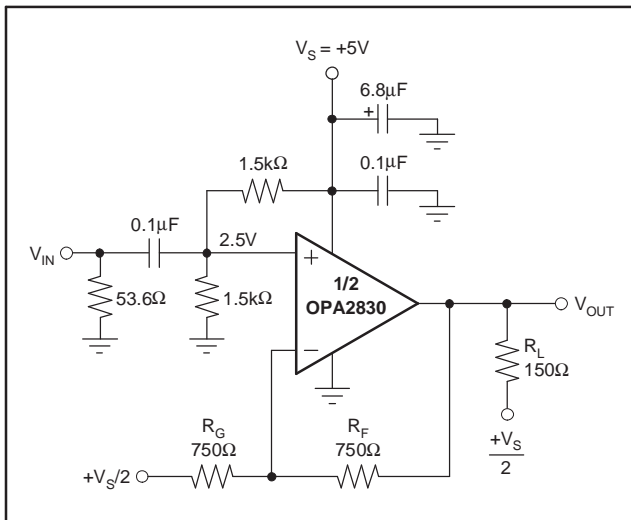 V_S = +5V
6.8μF
+
1.5kΩ
0.1μF
0.1μF
2.5V
V_IN
+
1/2
OPA2830
V_OUT
53.6Ω
1.5kΩ
−
R_L
150Ω
R_G
750Ω
R_F
750Ω
+V_S
2
+V_S/2